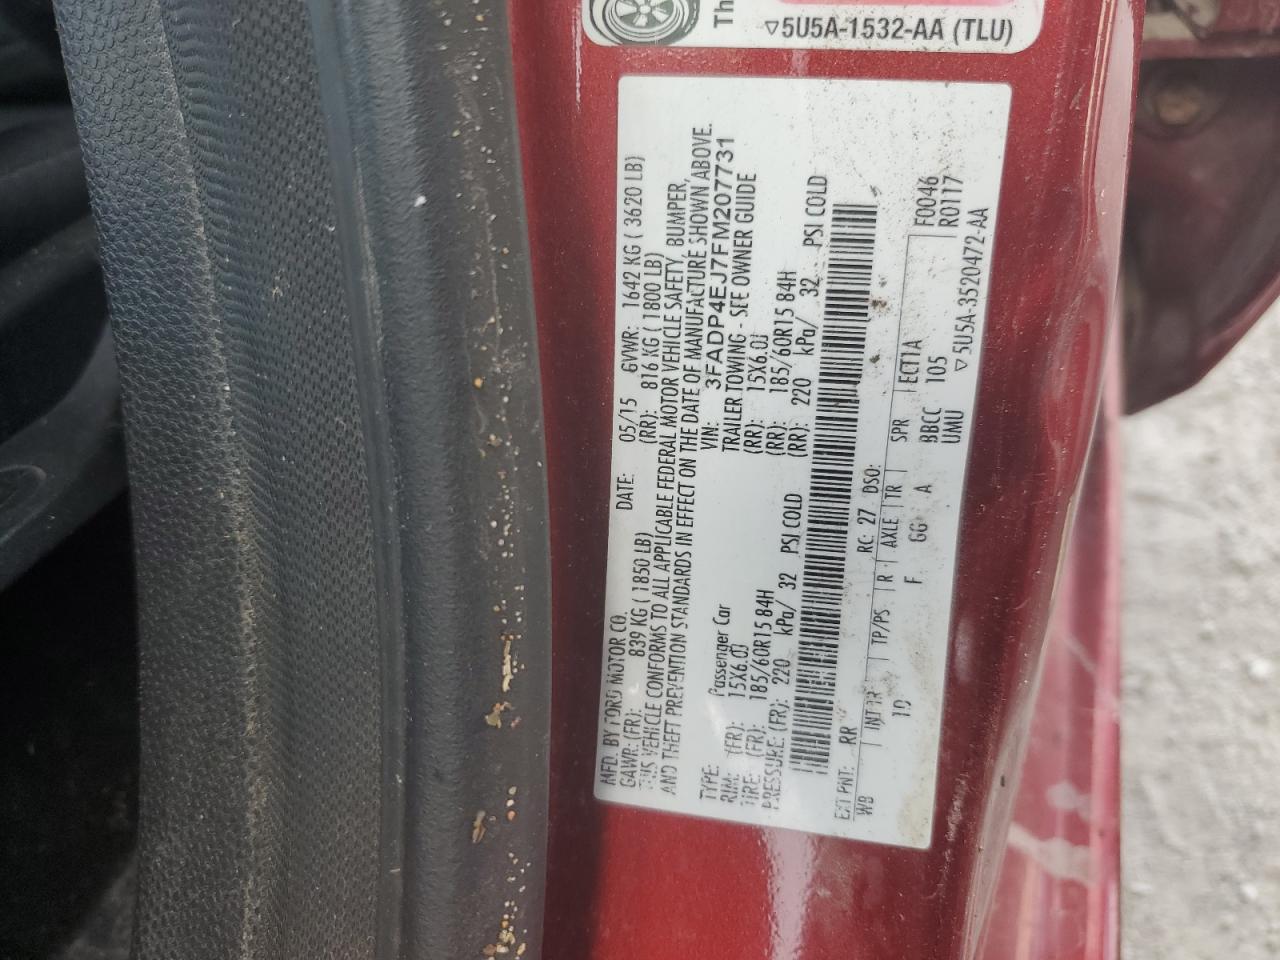 Th
▽5U5A-1532-AA (TLU)
MFD. BY FORD MOTOR CO.
DATE: 05/15 GVWR: 1642 KG ( 3620 LB)
GAWR: (FR): 839 KG ( 1850 LB) (RR): 816 KG ( 1800 LB)
THIS VEHICLE CONFORMS TO ALL APPLICABLE FEDERAL MOTOR VEHICLE SAFETY, BUMPER,
AND THEFT PREVENTION STANDARDS IN EFFECT ON THE DATE OF MANUFACTURE SHOWN ABOVE.
VIN: 3FADP4EJ7FM207731
TYPE: Passenger Car TRAILER TOWING - SEE OWNER GUIDE
RIM: (FR): 15X6.0J (RR): 15X6.0J
TIRE: (FR): 185/60R15 84H (RR): 185/60R15 84H
PRESSURE: (FR): 220 kPa/ 32 PSI COLD (RR): 220 kPa/ 32 PSI COLD
EXT PNT: RR RC: 27 DSO:
WB INT TR TP/PS R AXLE TR SPR ECT1A F0046
10 F GG A BBCC 105 R0117
UMU
▽5U5A-3520472-AA